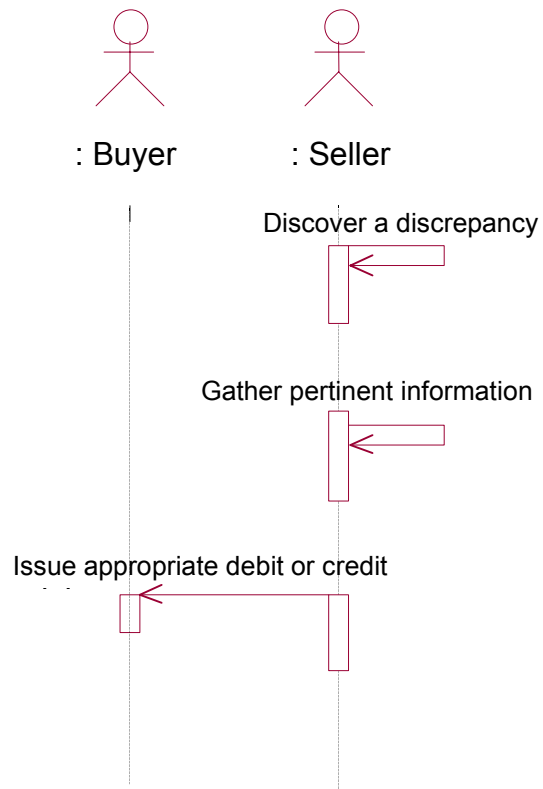 : Buyer
: Seller
Discover a discrepancy
Gather pertinent information
Issue appropriate debit or credit